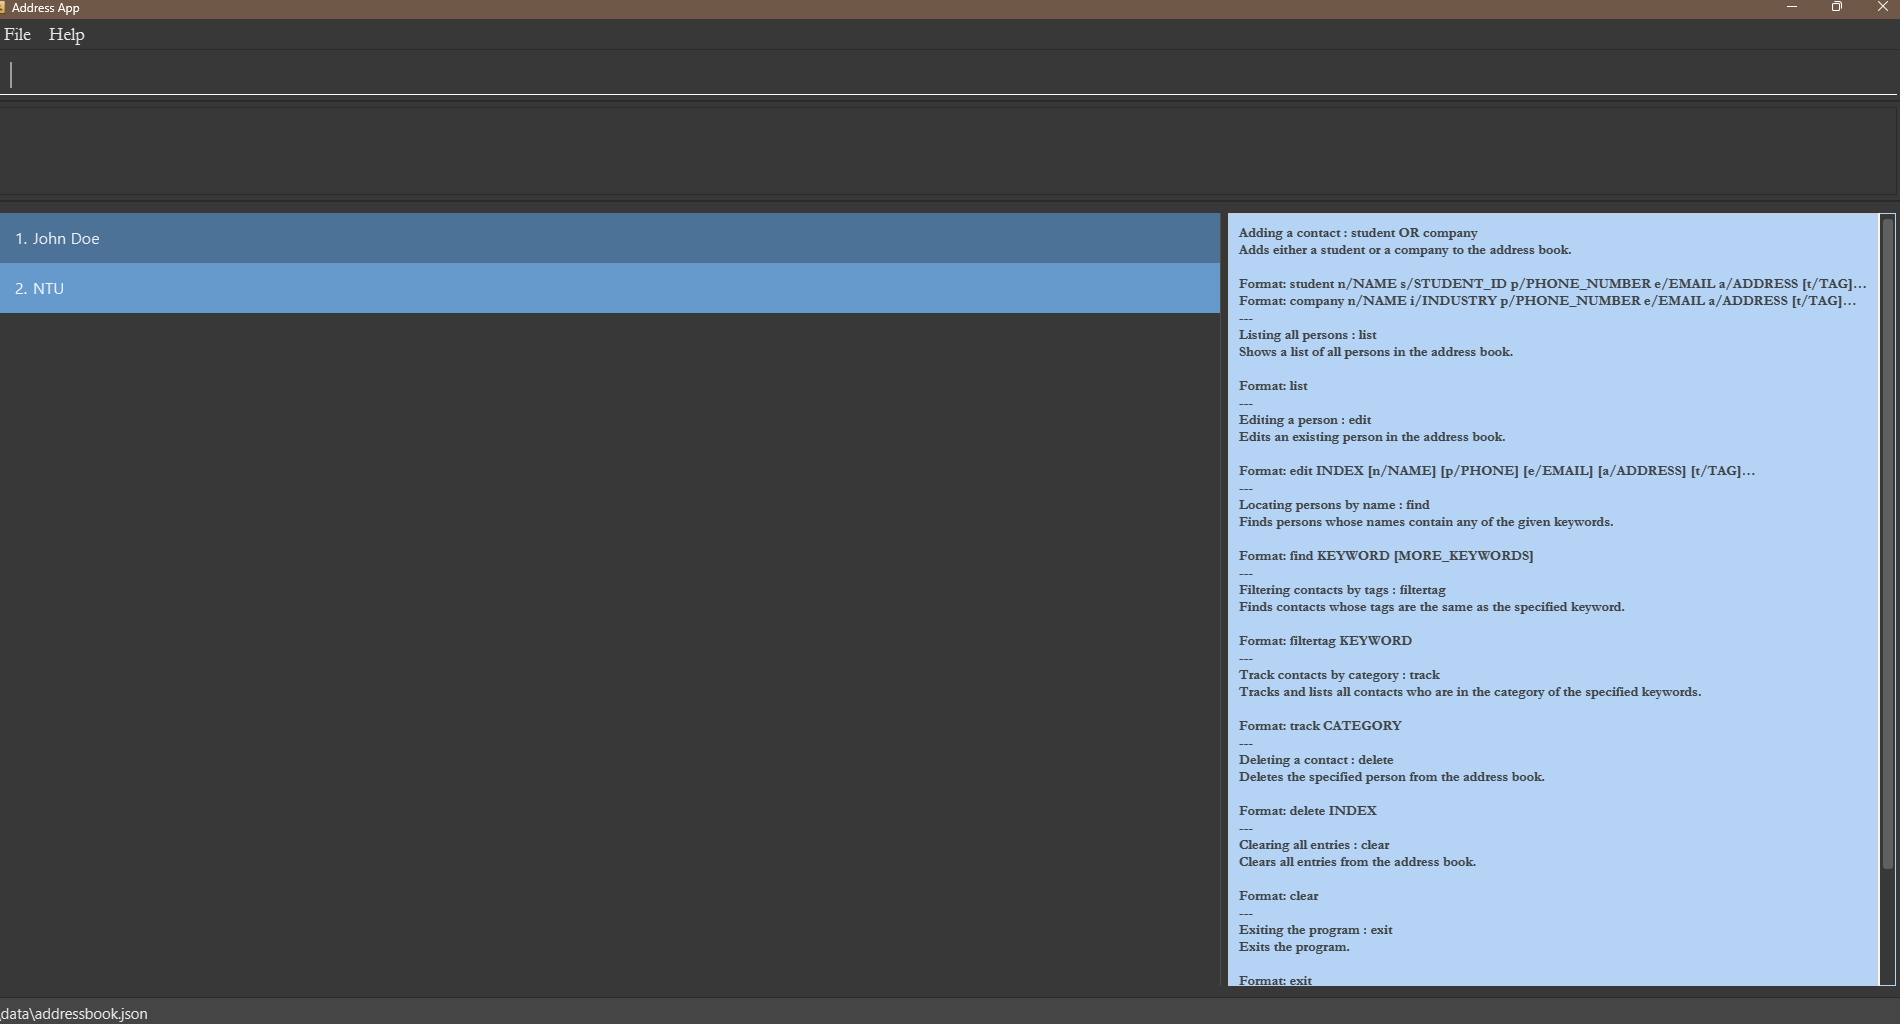 Address App
File Help
1. John Doe
2. NTU
Adding a contact : student OR company
Adds either a student or a company to the address book.
Format: student n/NAME s/STUDENT_ID p/PHONE_NUMBER e/EMAIL a/ADDRESS [t/TAG]…
Format: company n/NAME i/INDUSTRY p/PHONE_NUMBER e/EMAIL a/ADDRESS [t/TAG]…
---
Listing all persons : list
Shows a list of all persons in the address book.
Format: list
---
Editing a person : edit
Edits an existing person in the address book.
Format: edit INDEX [n/NAME] [p/PHONE] [e/EMAIL] [a/ADDRESS] [t/TAG]…
---
Locating persons by name : find
Finds persons whose names contain any of the given keywords.
Format: find KEYWORD [MORE_KEYWORDS]
---
Filtering contacts by tags : filtertag
Finds contacts whose tags are the same as the specified keyword.
Format: filtertag KEYWORD
---
Track contacts by category : track
Tracks and lists all contacts who are in the category of the specified keywords.
Format: track CATEGORY
---
Deleting a contact : delete
Deletes the specified person from the address book.
Format: delete INDEX
---
Clearing all entries : clear
Clears all entries from the address book.
Format: clear
---
Exiting the program : exit
Exits the program.
Format: exit
data\addressbook.json